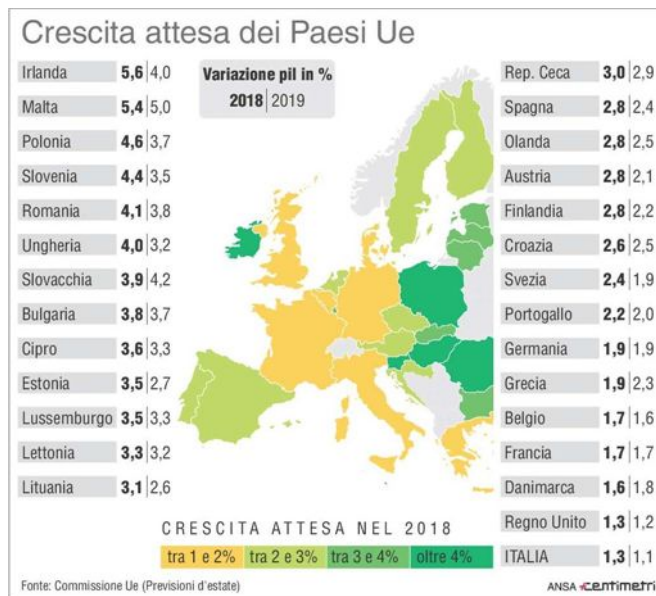 Crescita attesa dei Paesi Ue
Variazione pil in %
2018 | 2019
Irlanda 5,6 | 4,0
Malta 5,4 | 5,0
Polonia 4,6 | 3,7
Slovenia 4,4 | 3,5
Romania 4,1 | 3,8
Ungheria 4,0 | 3,2
Slovacchia 3,9 | 4,2
Bulgaria 3,8 | 3,7
Cipro 3,6 | 3,3
Estonia 3,5 | 2,7
Lussemburgo 3,5 | 3,3
Lettonia 3,3 | 3,2
Lituania 3,1 | 2,6
Rep. Ceca 3,0 | 2,9
Spagna 2,8 | 2,4
Olanda 2,8 | 2,5
Austria 2,8 | 2,1
Finlandia 2,8 | 2,2
Croazia 2,6 | 2,5
Svezia 2,4 | 1,9
Portogallo 2,2 | 2,0
Germania 1,9 | 1,9
Grecia 1,9 | 2,3
Belgio 1,7 | 1,6
Francia 1,7 | 1,7
Danimarca 1,6 | 1,8
Regno Unito 1,3 | 1,2
ITALIA 1,3 | 1,1
CRESCITA ATTESA NEL 2018
tra 1 e 2% tra 2 e 3% tra 3 e 4% oltre 4%
Fonte: Commissione Ue (Previsioni d'estate)
ANSA centimetri